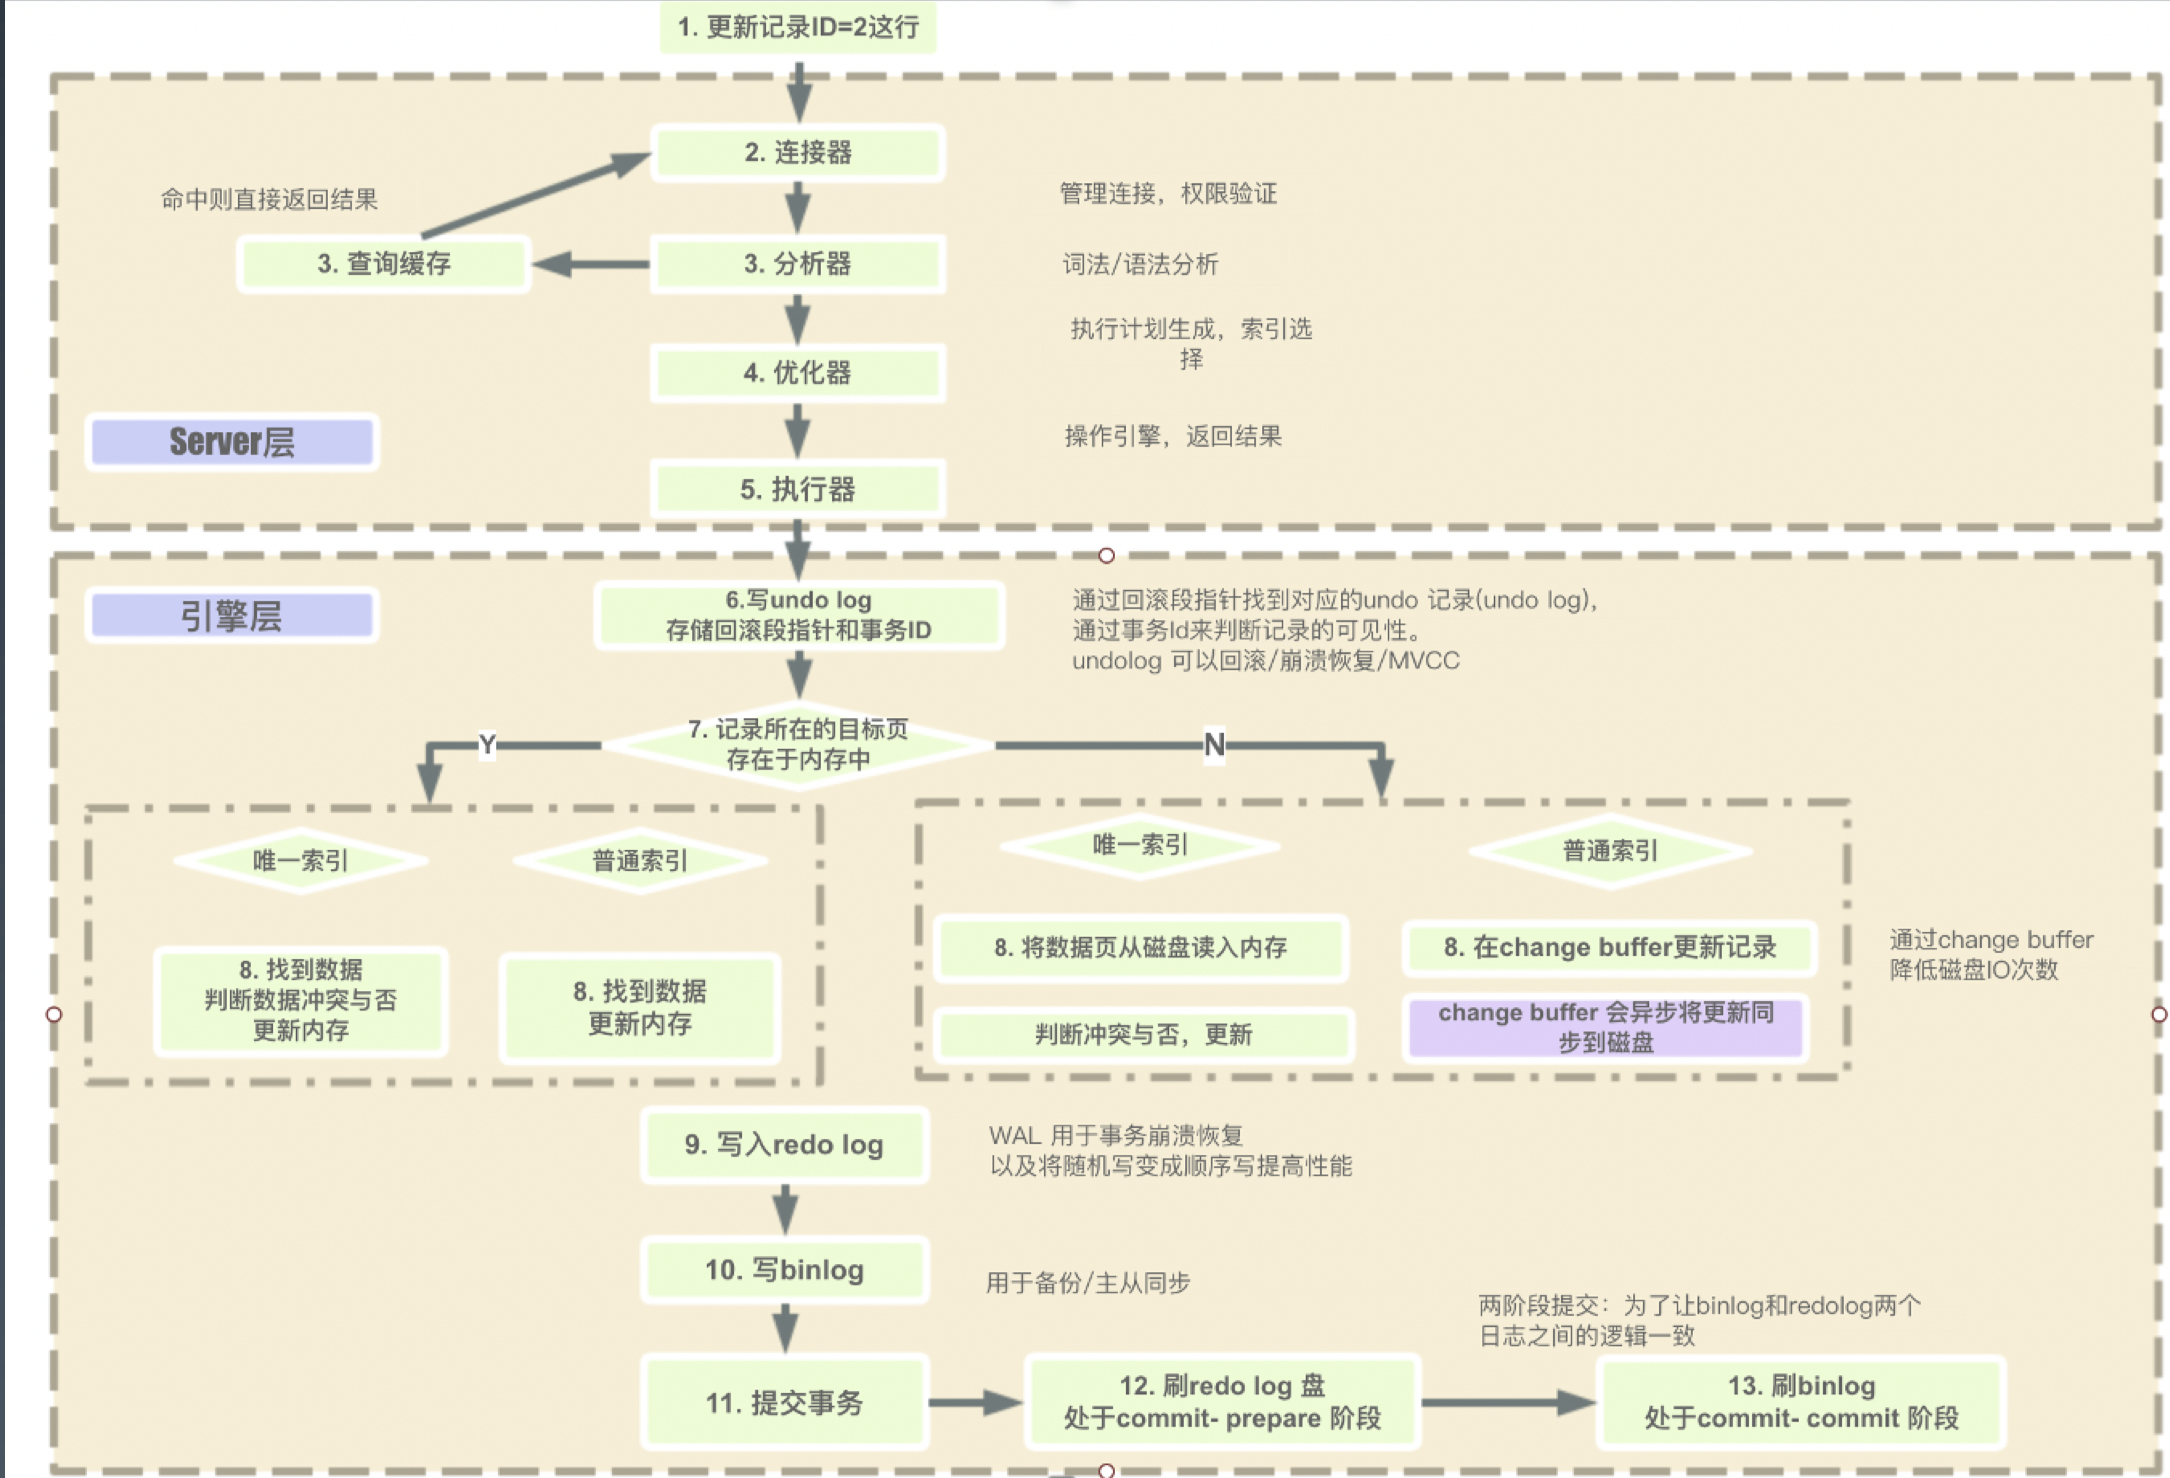 1. 更新记录ID=2这行
2. 连接器
命中则直接返回结果
管理连接，权限验证
3. 查询缓存
3. 分析器
词法/语法分析
执行计划生成，索引选
择
4. 优化器
Server层
操作引擎，返回结果
5. 执行器
引擎层
6.写undo log
存储回滚段指针和事务ID
通过回滚段指针找到对应的undo 记录(undo log)，
通过事务Id来判断记录的可见性。
undolog 可以回滚/崩溃恢复/MVCC
7. 记录所在的目标页
存在于内存中
Y
N
唯一索引
普通索引
唯一索引
普通索引
8. 找到数据
判断数据冲突与否
更新内存
8. 找到数据
更新内存
8. 将数据页从磁盘读入内存
判断冲突与否，更新
8. 在change buffer更新记录
change buffer 会异步将更新同
步到磁盘
通过change buffer
降低磁盘IO次数
9. 写入redo log
WAL 用于事务崩溃恢复
以及将随机写变成顺序写提高性能
10. 写binlog
用于备份/主从同步
两阶段提交：为了让binlog和redolog两个
日志之间的逻辑一致
11. 提交事务
12. 刷redo log 盘
处于commit- prepare 阶段
13. 刷binlog
处于commit- commit 阶段